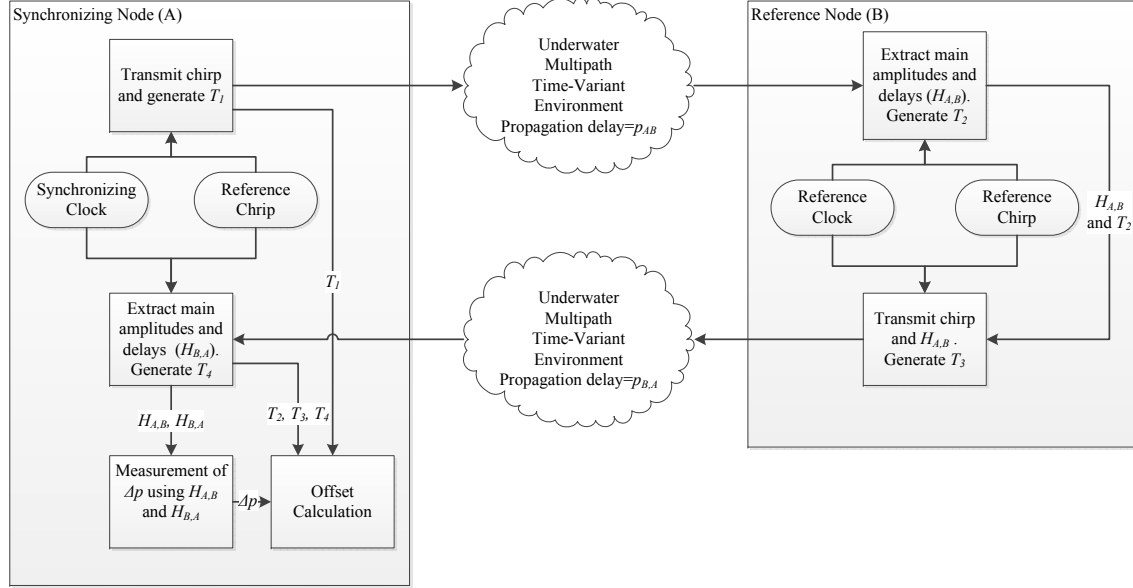 Synchronizing Node (A)
Transmit chirp
and generate T1
Synchronizing
Clock
Reference
Chrip
T1
Extract main
amplitudes and
delays (HB,A).
Generate T4
HA,B, HB,A
T2, T3, T4
Measurement of
Δp using HA,B
and HB,A
Δp
Offset
Calculation
Underwater
Multipath
Time-Variant
Environment
Propagation delay=pAB
Underwater
Multipath
Time-Variant
Environment
Propagation delay=pB,A
Reference Node (B)
Extract main
amplitudes and
delays (HA,B).
Generate T2
Reference
Clock
Reference
Chirp
HA,B
and T2
Transmit chirp
and HA,B .
Generate T3